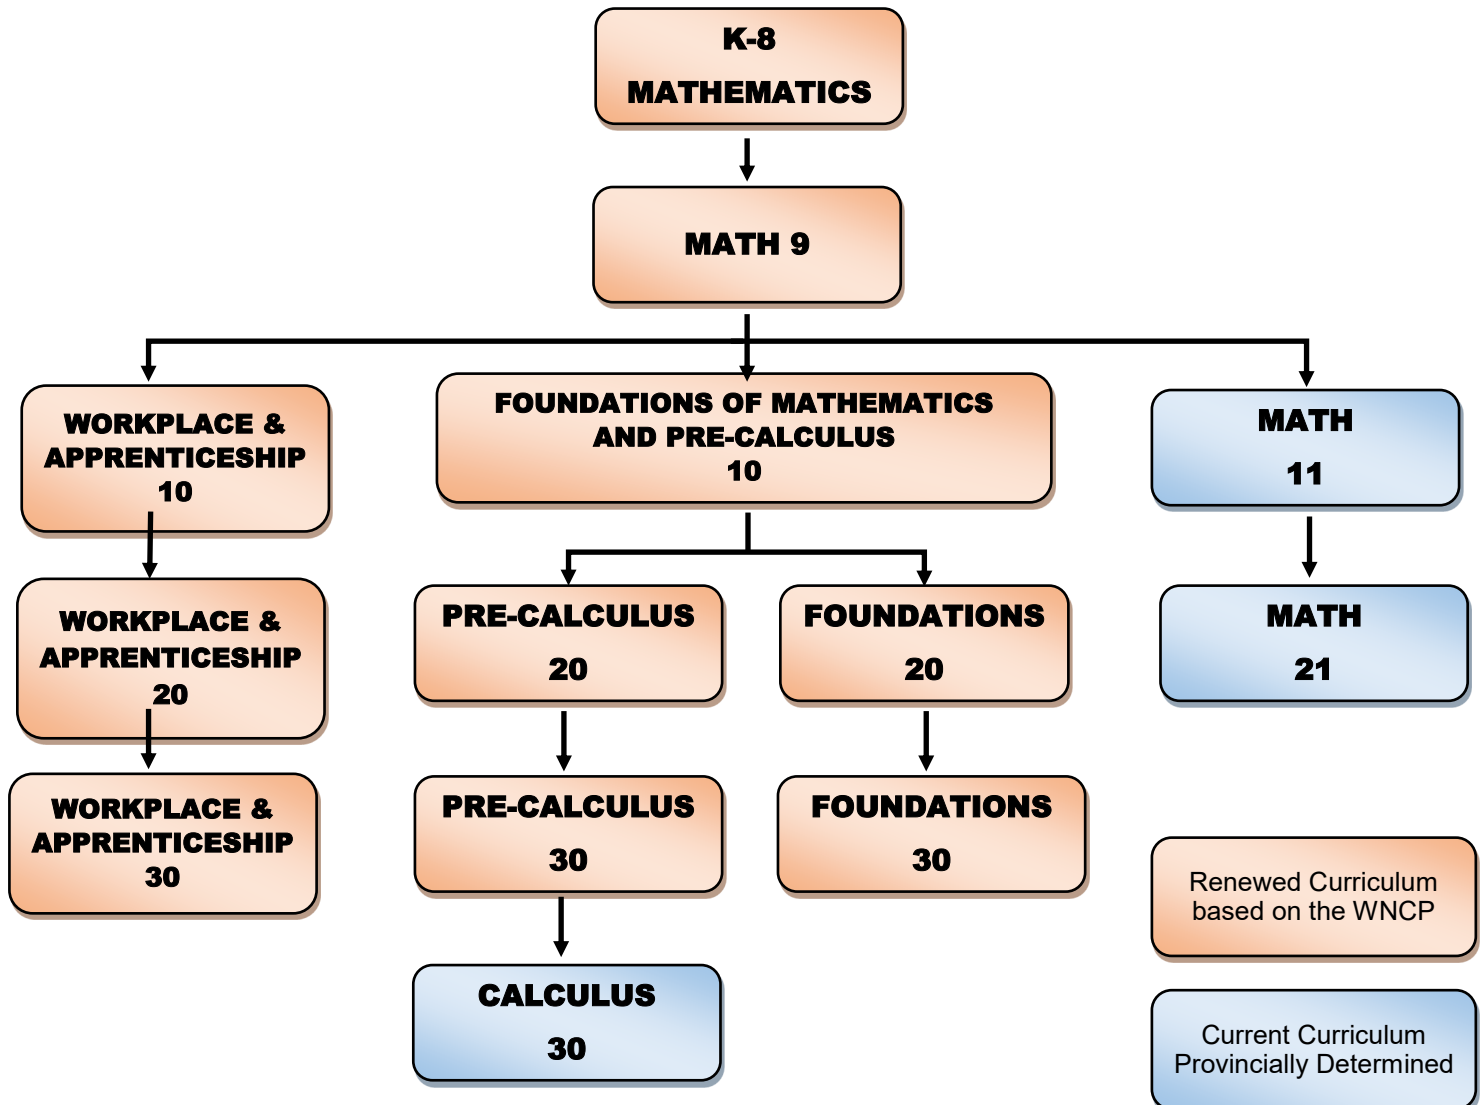 K-8
MATHEMATICS
MATH 9
WORKPLACE &
APPRENTICESHIP
10
FOUNDATIONS OF MATHEMATICS
AND PRE-CALCULUS
10
MATH
11
WORKPLACE &
APPRENTICESHIP
20
PRE-CALCULUS
20
FOUNDATIONS
20
MATH
21
WORKPLACE &
APPRENTICESHIP
30
PRE-CALCULUS
30
FOUNDATIONS
30
CALCULUS
30
Renewed Curriculum
based on the WNCP
Current Curriculum
Provincially Determined